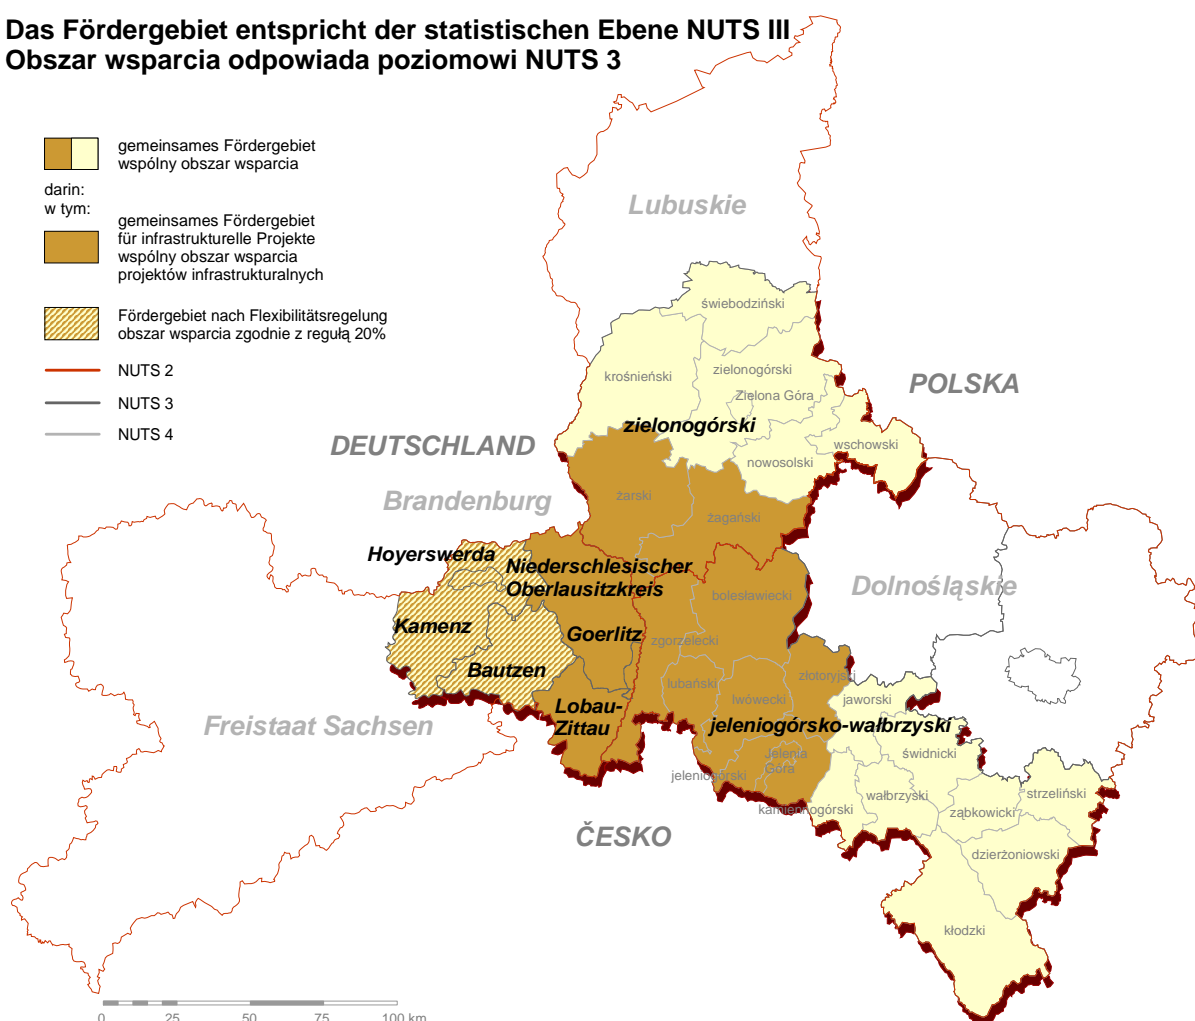 Das Fördergebiet entspricht der statistischen Ebene NUTS III
Obszar wsparcia odpowiada poziomowi NUTS 3
gemeinsames Fördergebiet
wspólny obszar wsparcia
darin:
w tym:
gemeinsames Fördergebiet
für infrastrukturelle Projekte
wspólny obszar wsparcia
projektów infrastrukturalnych
Fördergebiet nach Flexibilitätsregelung
obszar wsparcia zgodnie z regułą 20%
NUTS 2
NUTS 3
NUTS 4
Lubuskie
świebodziński
krośnieński
zielonogórski
Zielona Góra
POLSKA
zielonogórski
DEUTSCHLAND
wschowski
nowosolski
Brandenburg
żarski
żagański
Hoyerswerda
Niederschlesischer
Oberlausitzkreis
Dolnośląskie
bolesławiecki
Kamenz
Goerlitz
zgorzelecki
Bautzen
lubański
lwówecki
złotoryjski
jaworski
Lobau-
Zittau
Freistaat Sachsen
jeleniogórsko-wałbrzyski
świdnicki
Jelenia
Góra
jeleniogórski
wałbrzyski
strzeliński
kamiennogórski
ząbkowicki
ČESKO
dzierżoniowski
kłodzki
0 25 50 75 100 km